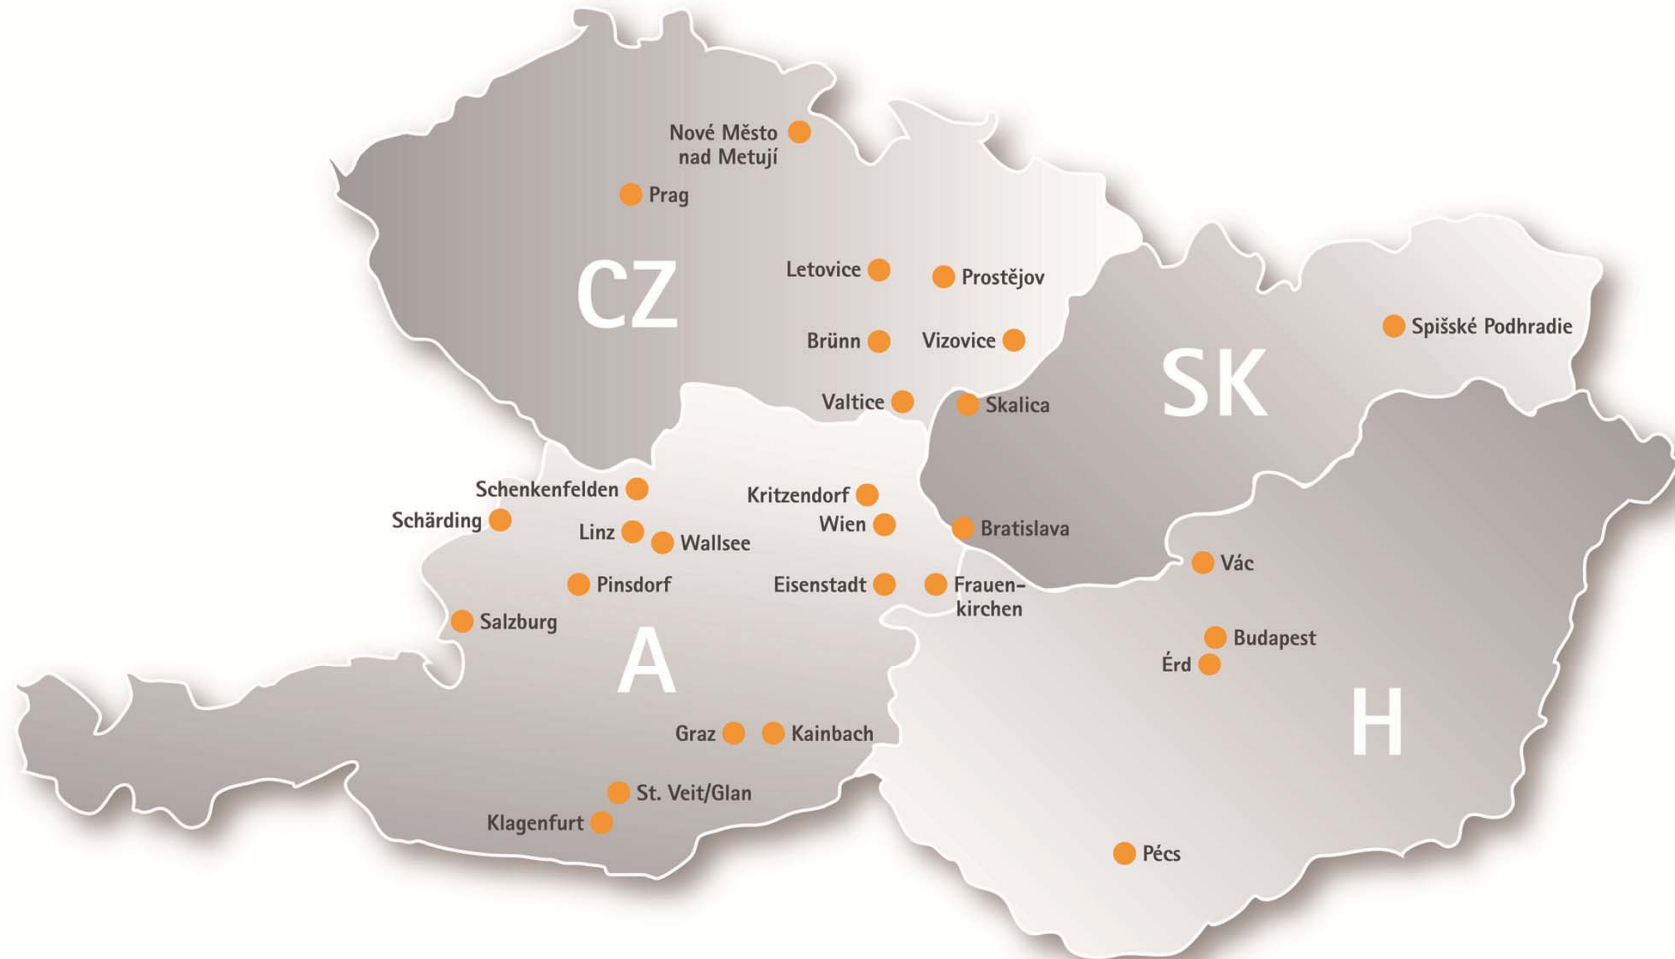 Nové Město
nad Metují
Prag
Letovice
Prostějov
CZ
Spišské Podhradie
Brünn
Vizovice
SK
Valtice
Skalica
Schenkenfelden
Kritzendorf
Schärding
Linz
Wien
Bratislava
Wallsee
Vác
Pinsdorf
Eisenstadt
Frauen-
kirchen
Salzburg
Budapest
A
Érd
H
Graz
Kainbach
St. Veit/Glan
Klagenfurt
Pécs